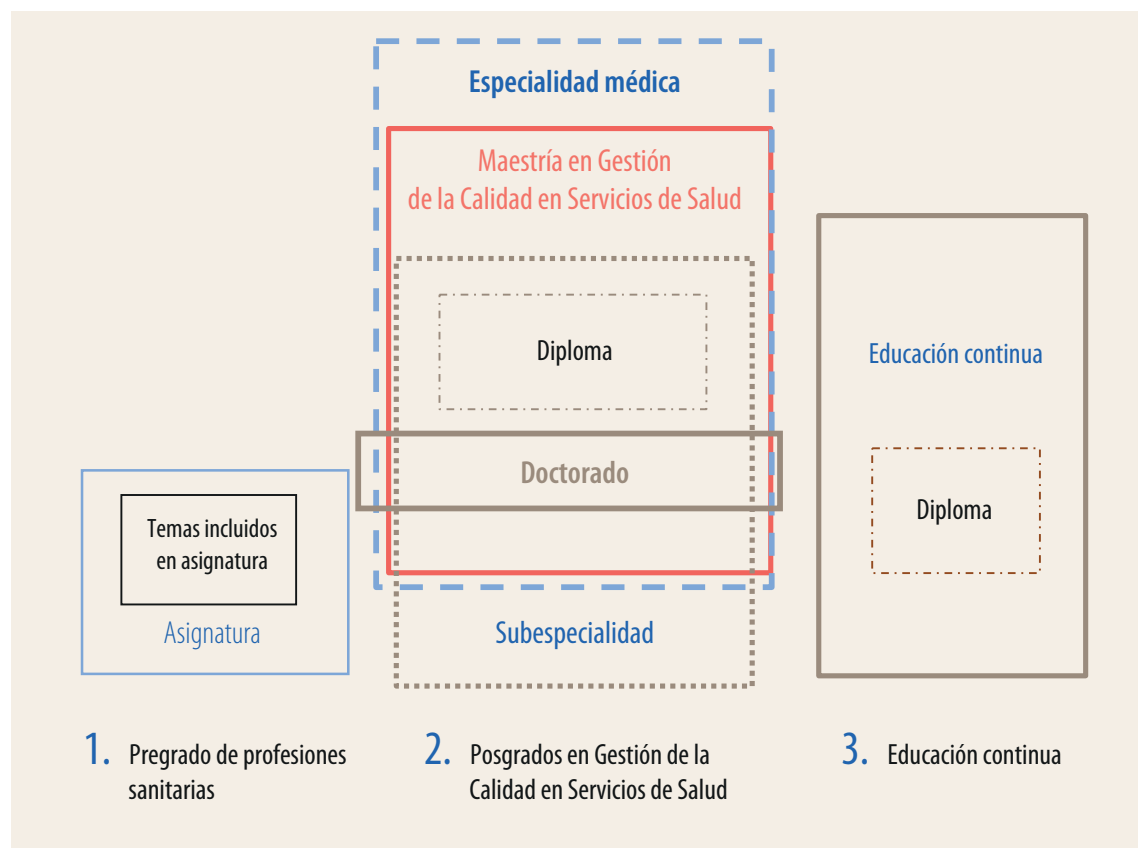 Especialidad médica
Maestría en Gestión
de la Calidad en Servicios de Salud
Diploma
Doctorado
Subespecialidad
Temas incluidos
en asignatura
Asignatura
Educación continua
Diploma
1. Pregrado de profesiones
sanitarias
2. Posgrados en Gestión de la
Calidad en Servicios de Salud
3. Educación continua